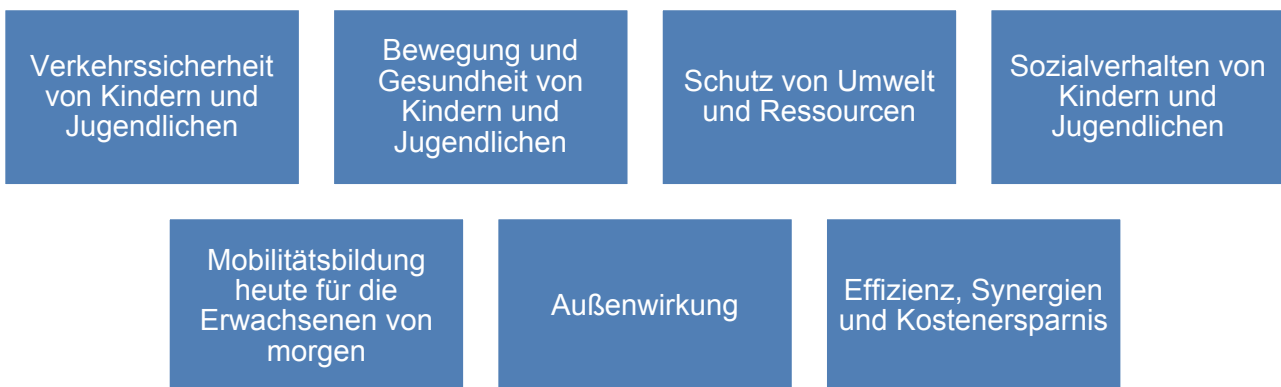 Verkehrssicherheit
von Kindern und
Jugendlichen
Bewegung und
Gesundheit von
Kindern und
Jugendlichen
Schutz von Umwelt
und Ressourcen
Sozialverhalten von
Kindern und
Jugendlichen
Mobilitätsbildung
heute für die
Erwachsenen von
morgen
Außenwirkung
Effizienz, Synergien
und Kostenersparnis